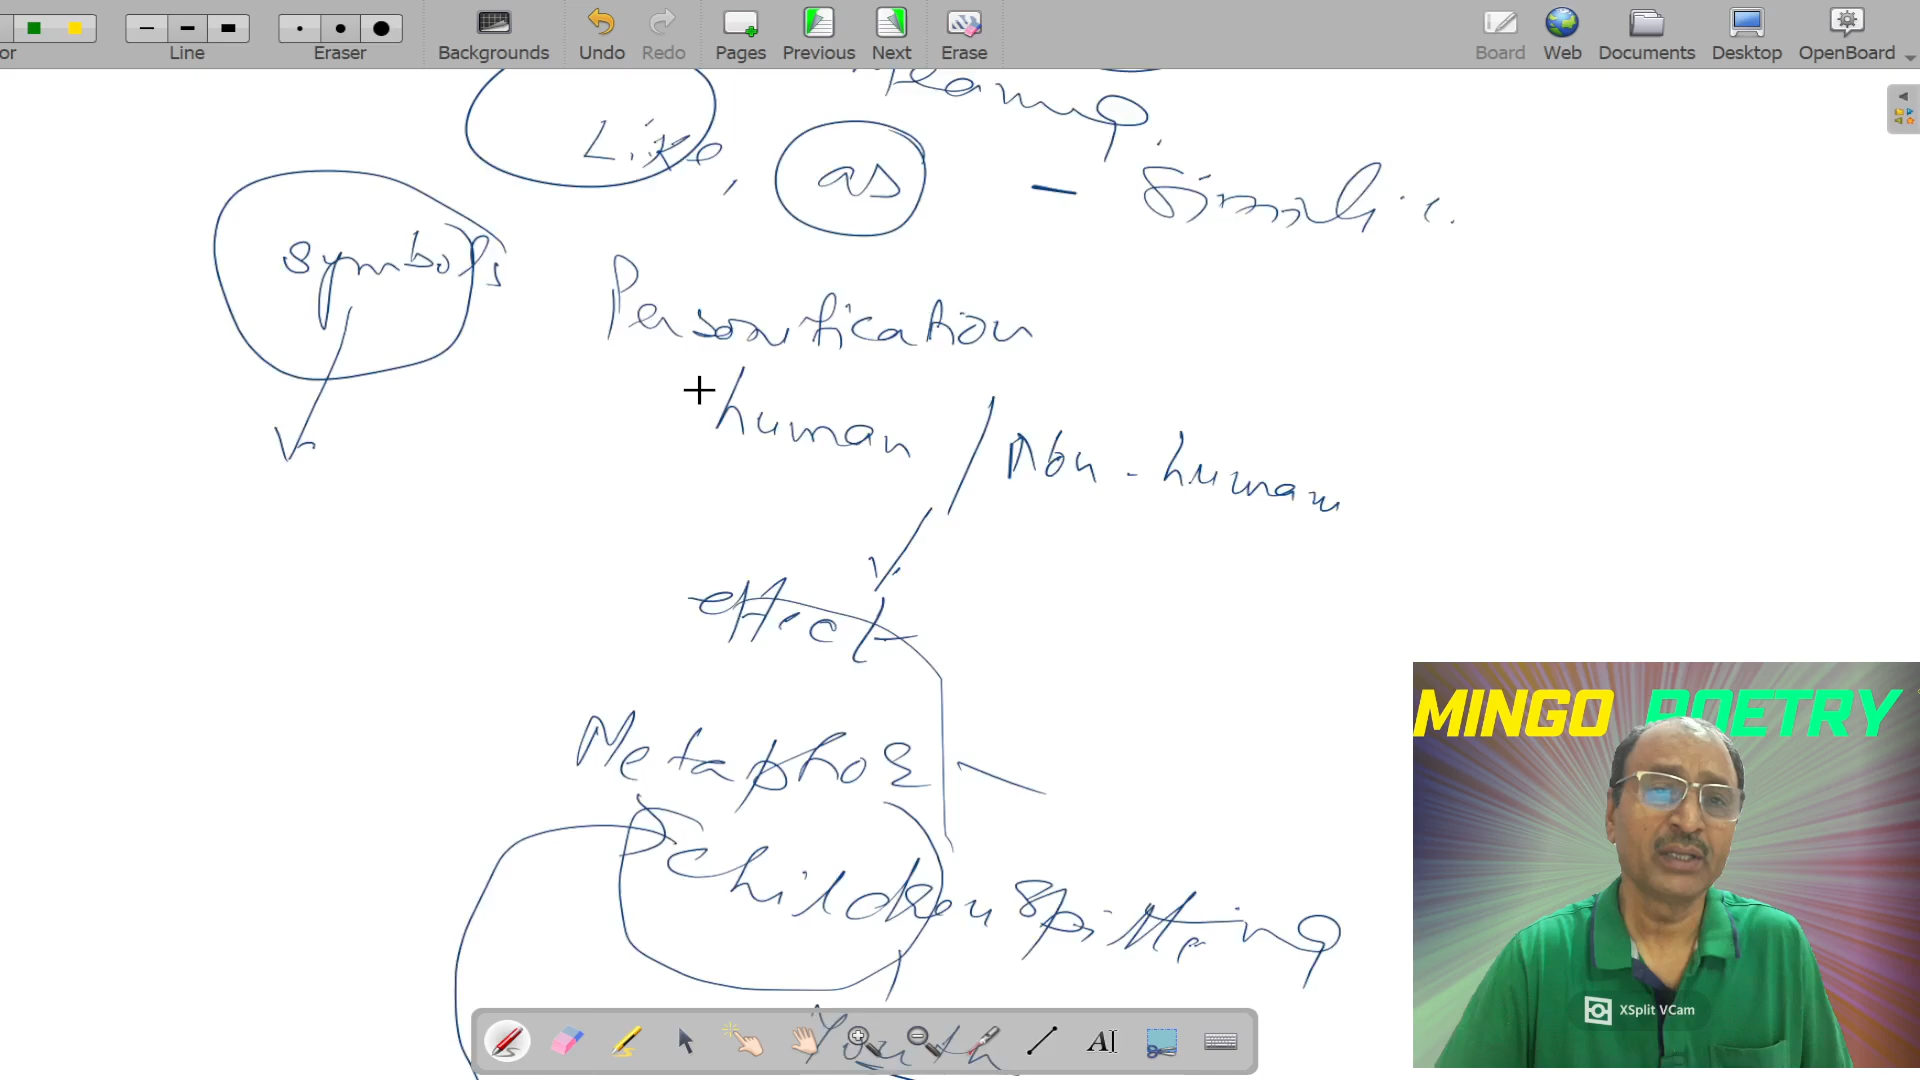 Line
Eraser
Backgrounds
Undo
Redo
Pages
Previous
Next
Erase
Board
Web
Documents
Desktop
OpenBoard
Like, as -
symbols
Personification
human / Non-human
effect
Metaphor
children spitting
Youth
MINGO POETRY
XSplit VCam